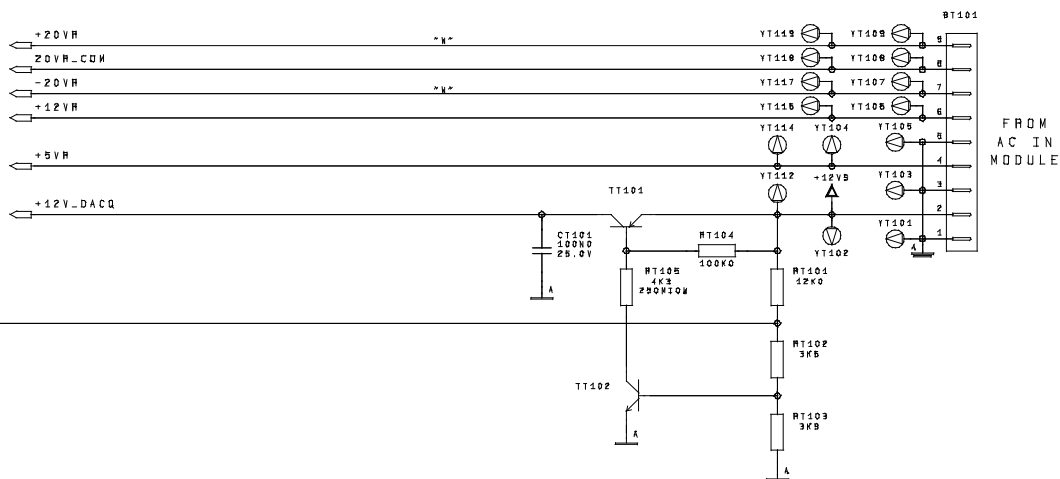 BT101
+20VA
"W"
YT119
YT109
9
20VA_COM
YT118
YT108
8
-20VA
"W"
YT117
YT107
7
+12VA
YT115
YT106
6
YT114
YT104
YT105
5
FROM
AC IN
MODULE
+5VA
4
YT112
+12VS
YT103
3
TT101
+12V_DACQ
2
CT101
100N0
25.0V
RT104
100K0
YT102
YT101
1
A
A
RT105
4K3
RT101
12K0
RT102
3K6
TT102
RT103
3K9
A
A